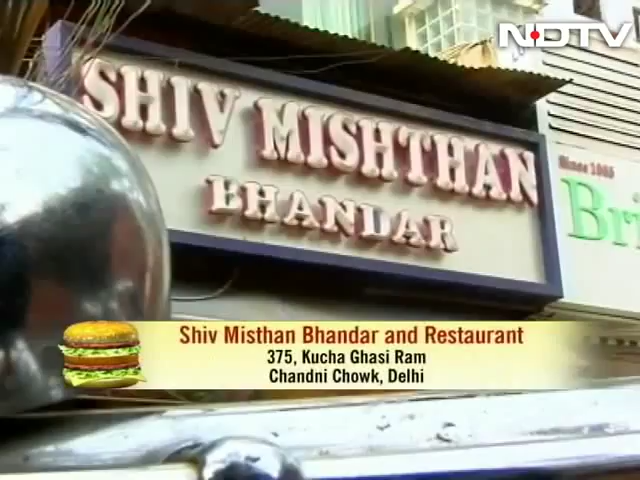 NDTV
SHIV MISHTHAN
BHANDAR
Since 1965
Bri
Shiv Misthan Bhandar and Restaurant
375, Kucha Ghasi Ram
Chandni Chowk, Delhi